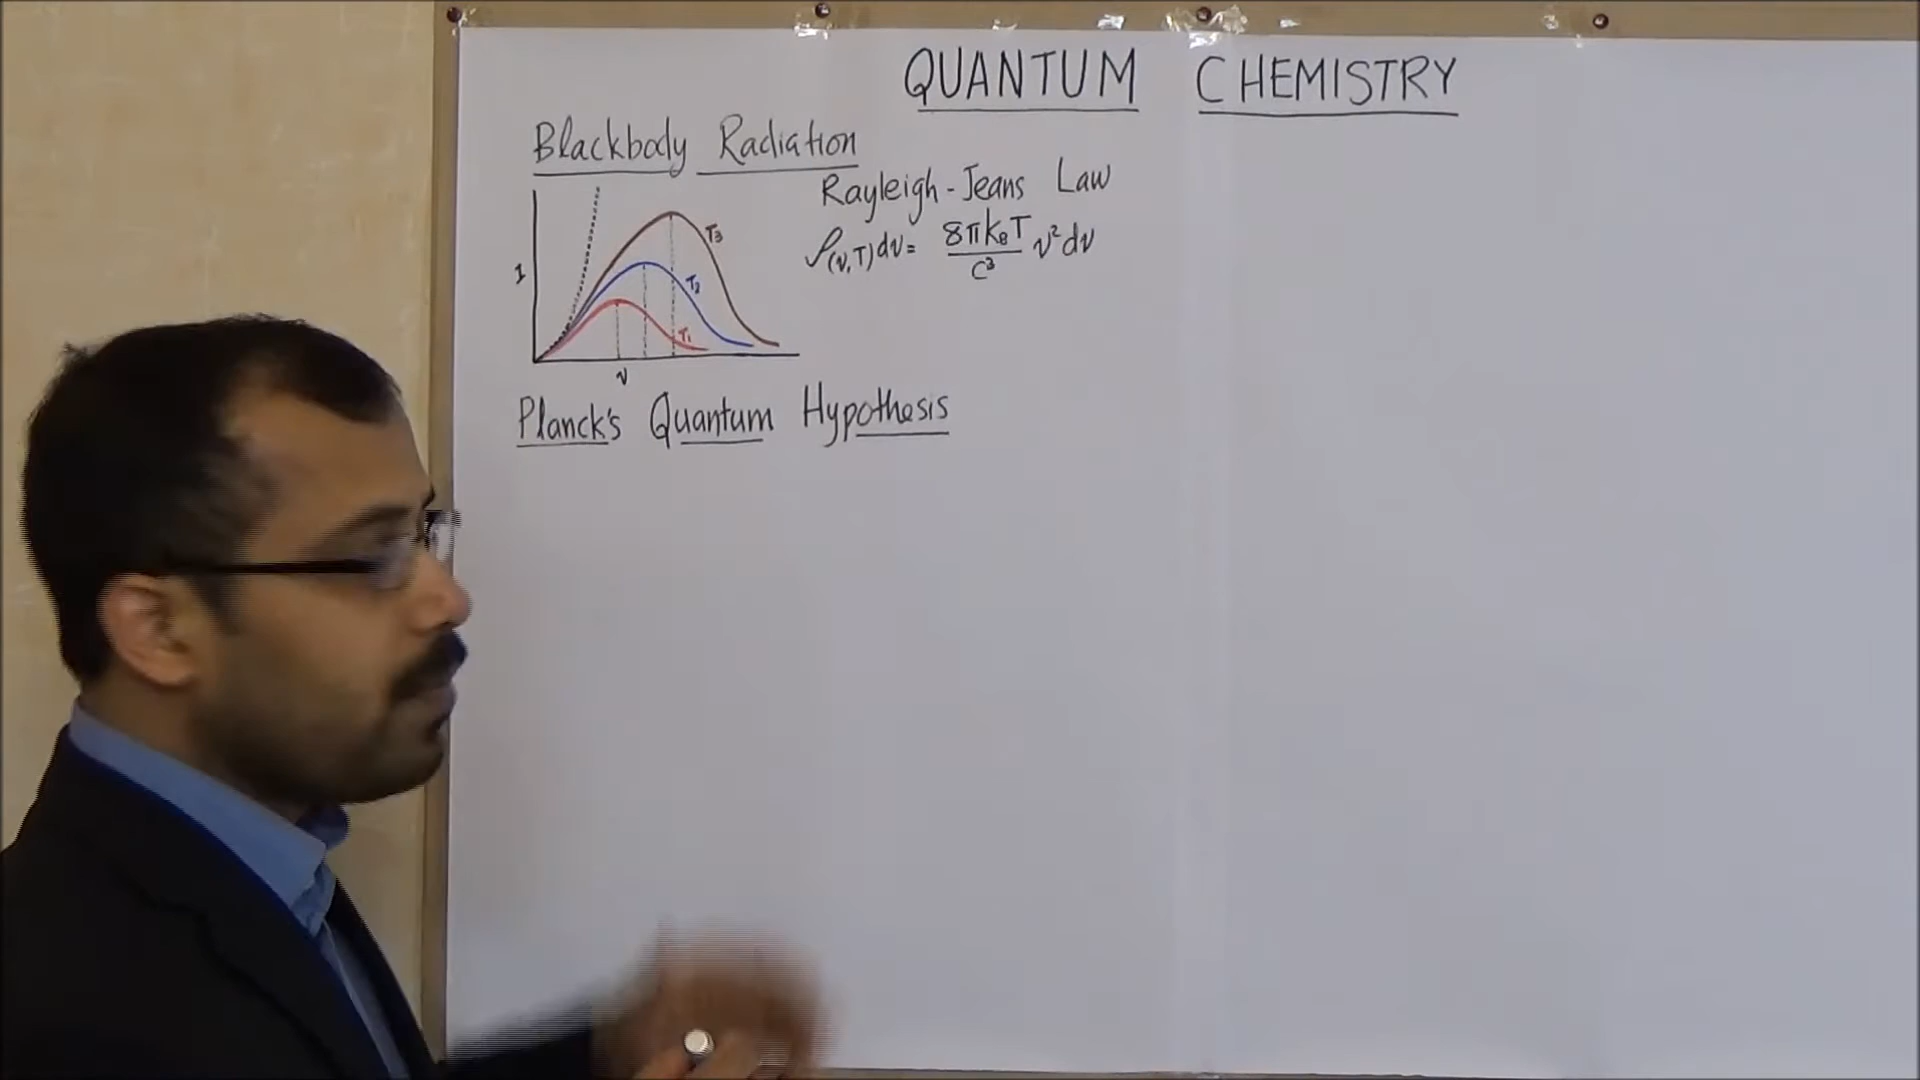 QUANTUM CHEMISTRY
Blackbody Radiation
Rayleigh-Jeans Law
ρ(ν,T)dν= 8πk_BT/c³ ν²dν
I
T₃
T₂
T₁
ν
Planck's Quantum Hypothesis